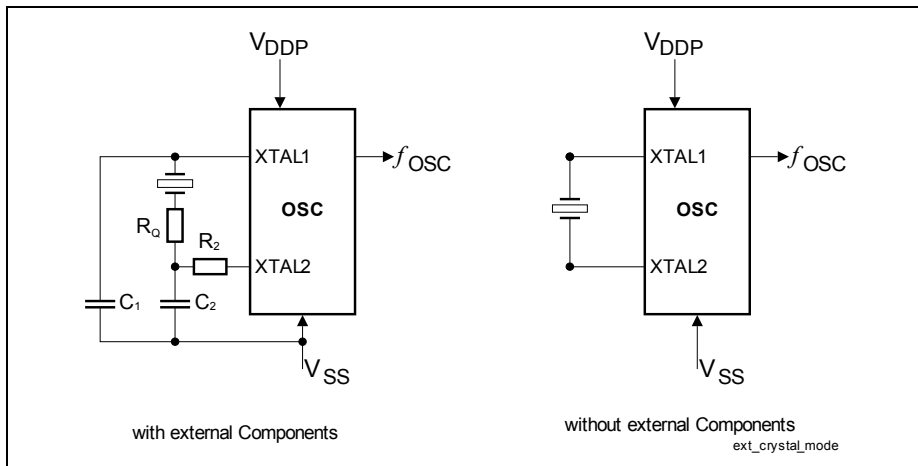 VDDP
XTAL1
fOSC
OSC
RQ
R2
XTAL2
C1
C2
VSS
with external Components
VDDP
XTAL1
fOSC
OSC
XTAL2
VSS
without external Components
ext_crystal_mode